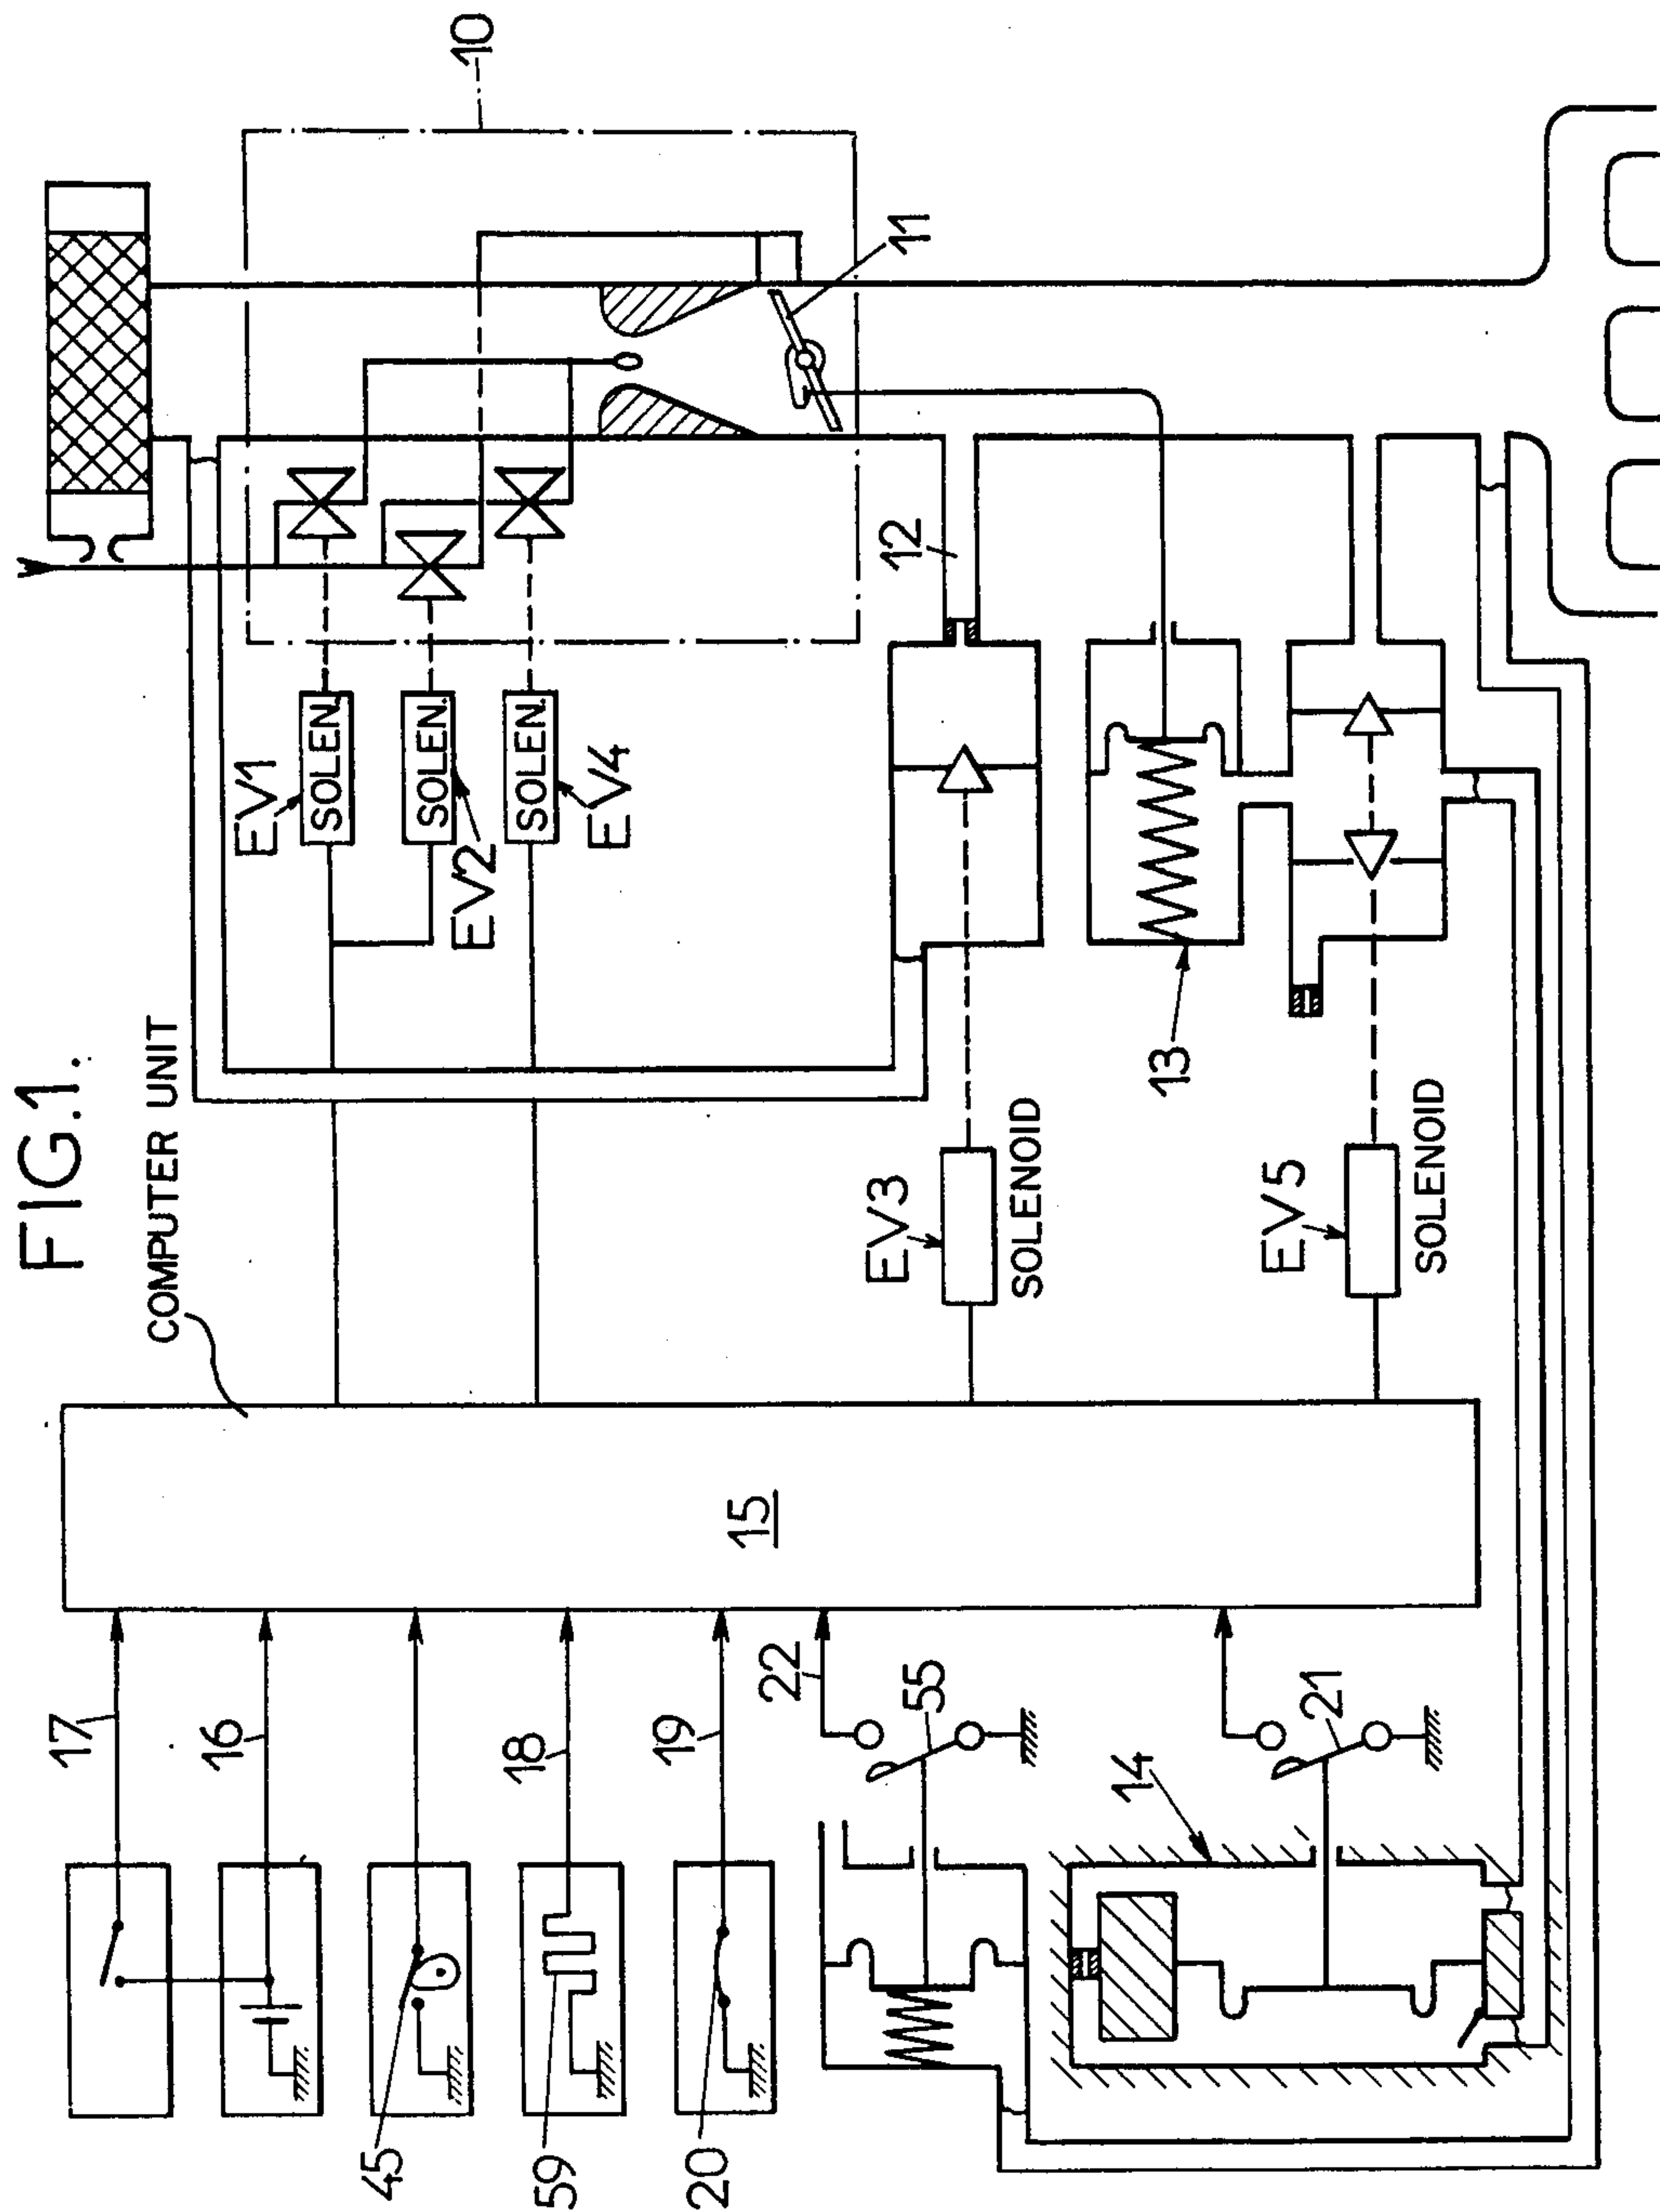 FIG.1.
COMPUTER UNIT
17
16
45
18
59
19
20
22
55
14
21
15
EV1
SOLEN.
SOLEN.
EV2
SOLEN.
EV4
EV3
SOLENOID
EV5
SOLENOID
13
12
11
10